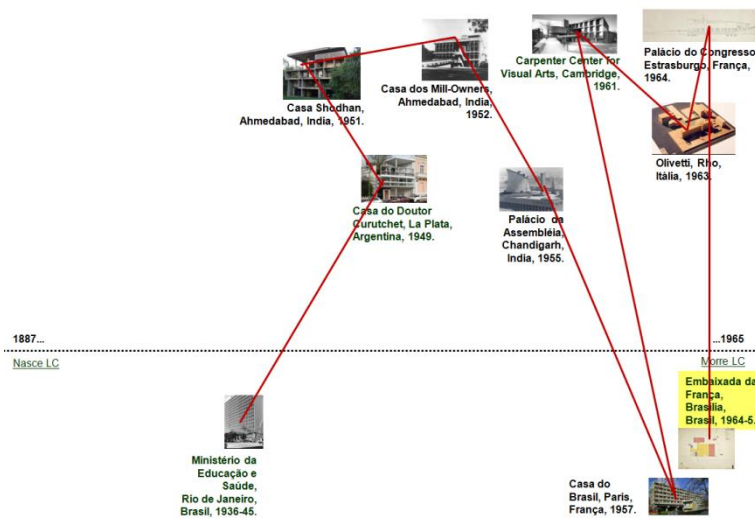 Casa Shodhan,
Ahmedabad, India, 1951.
Casa dos Mill-Owners,
Ahmedabad, India,
1952.
Carpenter Center for
Visual Arts, Cambridge,
1961.
Palácio do Congresso
Estrasburgo, França,
1964.
Olivetti, Rho,
Itália, 1963.
Casa do Doutor
Curutchet, La Plata,
Argentina, 1949.
Palácio da
Assembléia,
Chandigarh,
India, 1955.
1887...
...1965
Nasce LC
Morre LC
Embaixada da
França,
Brasília,
Brasil, 1964-5.
Ministério da
Educação e
Saúde,
Rio de Janeiro,
Brasil, 1936-45.
Casa do
Brasil, Paris,
França, 1957.